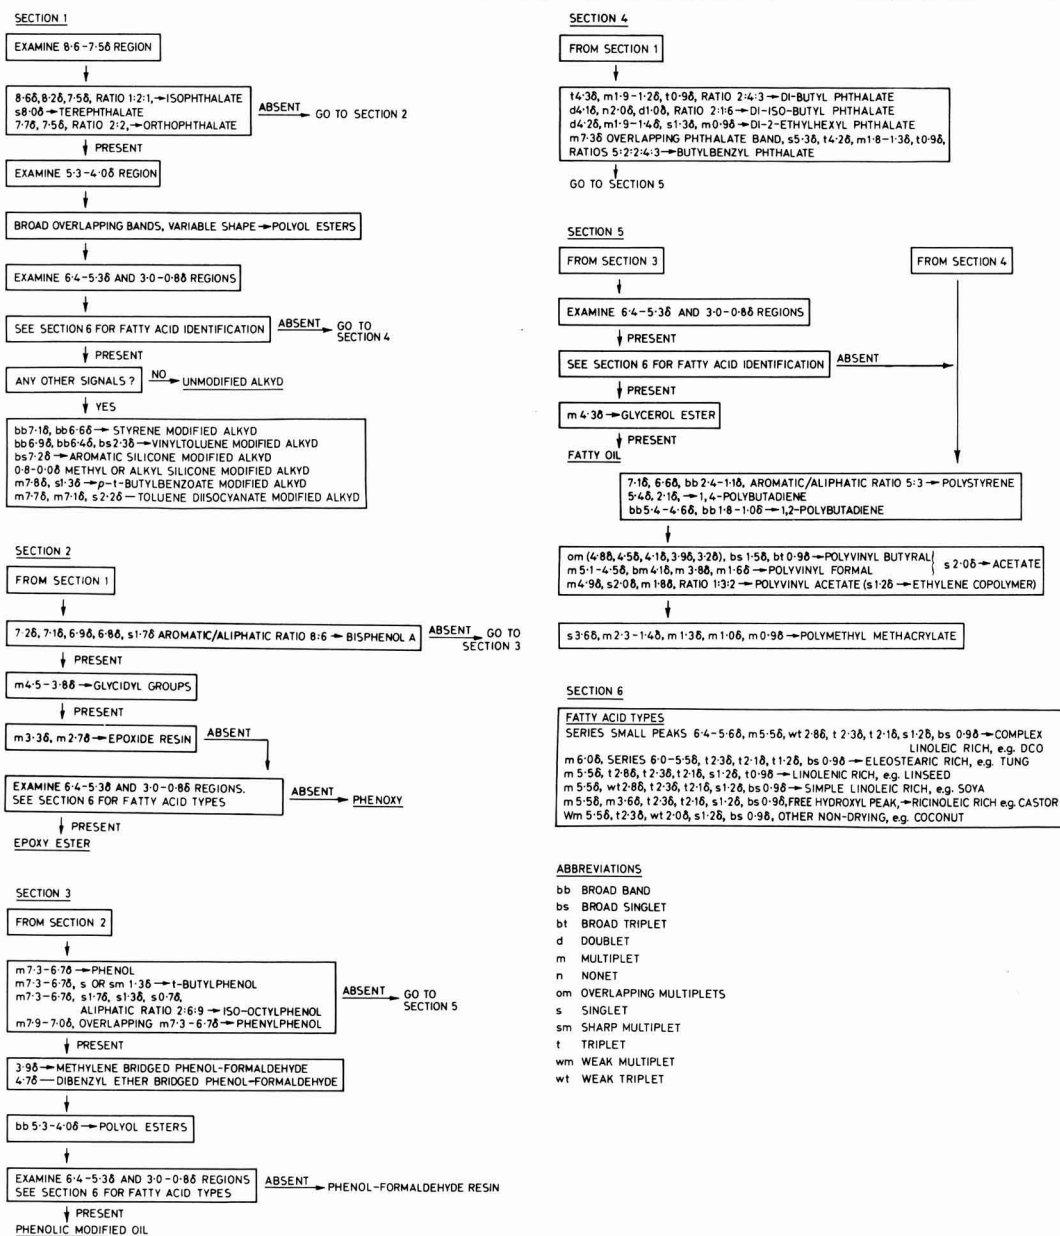 SECTION 1
EXAMINE 8·6-7·5δ REGION
8·6δ, 8·2δ, 7·5δ, RATIO 1:2:1,→ISOPHTHALATE
s8·0δ→TEREPHTHALATE
7·7δ, 7·5δ, RATIO 2:2,→ORTHOPHTHALATE
ABSENT → GO TO SECTION 2
PRESENT
EXAMINE 5·3-4·0δ REGION
BROAD OVERLAPPING BANDS, VARIABLE SHAPE→POLYOL ESTERS
EXAMINE 6·4-5·3δ AND 3·0-0·8δ REGIONS
SEE SECTION 6 FOR FATTY ACID IDENTIFICATION
ABSENT → GO TO
SECTION 4
PRESENT
ANY OTHER SIGNALS?
NO → UNMODIFIED ALKYD
YES
bb7·1δ, bb6·6δ→ STYRENE MODIFIED ALKYD
bb6·9δ, bb6·4δ, bs2·3δ→VINYLTOLUENE MODIFIED ALKYD
bs7·2δ→AROMATIC SILICONE MODIFIED ALKYD
0·8-0·0δ METHYL OR ALKYL SILICONE MODIFIED ALKYD
m7·8δ, s1·3δ→p-t-BUTYLBENZOATE MODIFIED ALKYD
m7·7δ, m7·1δ, s2·2δ—TOLUENE DIISOCYANATE MODIFIED ALKYD
SECTION 2
FROM SECTION 1
7·2δ, 7·1δ, 6·9δ, 6·8δ, s1·7δ AROMATIC/ALIPHATIC RATIO 8:6 → BISPHENOL A
ABSENT → GO TO
SECTION 3
PRESENT
m4·5-3·8δ→GLYCIDYL GROUPS
PRESENT
m3·3δ, m2·7δ→EPOXIDE RESIN
ABSENT
EXAMINE 6·4-5·3δ AND 3·0-0·8δ REGIONS.
SEE SECTION 6 FOR FATTY ACID TYPES
ABSENT → PHENOXY
PRESENT
EPOXY ESTER
SECTION 3
FROM SECTION 2
m7·3-6·7δ→PHENOL
m7·3-6·7δ, s OR sm 1·3δ→t-BUTYLPHENOL
m7·3-6·7δ, s1·7δ, s1·3δ, s0·7δ,
ALIPHATIC RATIO 2:6:9→ISO-OCTYLPHENOL
m7·9-7·0δ, OVERLAPPING m7·3-6·7δ→PHENYLPHENOL
ABSENT → GO TO
SECTION 5
PRESENT
3·9δ→METHYLENE BRIDGED PHENOL-FORMALDEHYDE
4·7δ—DIBENZYL ETHER BRIDGED PHENOL-FORMALDEHYDE
bb 5·3-4·0δ→POLYOL ESTERS
EXAMINE 6·4-5·3δ AND 3·0-0·8δ REGIONS
SEE SECTION 6 FOR FATTY ACID TYPES
ABSENT → PHENOL-FORMALDEHYDE RESIN
PRESENT
PHENOLIC MODIFIED OIL
SECTION 4
FROM SECTION 1
t4·3δ, m1·9-1·2δ, t0·9δ, RATIO 2:4:3→DI-BUTYL PHTHALATE
d4·1δ, n2·0δ, d1·0δ, RATIO 2:1:6→DI-ISO-BUTYL PHTHALATE
d4·2δ, m1·9-1·4δ, s1·3δ, m0·9δ→DI-2-ETHYLHEXYL PHTHALATE
m7·3δ OVERLAPPING PHTHALATE BAND, s5·3δ, t4·2δ, m1·8-1·3δ, t0·9δ,
RATIOS 5:2:2:4:3→BUTYLBENZYL PHTHALATE
GO TO SECTION 5
SECTION 5
FROM SECTION 3
FROM SECTION 4
EXAMINE 6·4-5·3δ AND 3·0-0·8δ REGIONS
PRESENT
SEE SECTION 6 FOR FATTY ACID IDENTIFICATION
ABSENT
PRESENT
m 4·3δ→GLYCEROL ESTER
PRESENT
FATTY OIL
7·1δ, 6·6δ, bb 2·4-1·1δ, AROMATIC/ALIPHATIC RATIO 5:3→POLYSTYRENE
5·4δ, 2·1δ, →1,4-POLYBUTADIENE
bb5·4-4·6δ, bb1·8-1·0δ→1,2-POLYBUTADIENE
om (4·8δ, 4·5δ, 4·1δ, 3·9δ, 3·2δ), bs 1·5δ, bt 0·9δ→POLYVINYL BUTYRAL
m 5·1-4·5δ, bm 4·1δ, m 3·8δ, m1·6δ→POLYVINYL FORMAL
s2·0δ→ACETATE
m4·9δ, s2·0δ, m 1·8δ, RATIO 1:3:2→POLYVINYL ACETATE (s1·2δ→ETHYLENE COPOLYMER)
s3·6δ, m2·3-1·4δ, m1·3δ, m1·0δ, m0·9δ→POLYMETHYL METHACRYLATE
SECTION 6
FATTY ACID TYPES
SERIES SMALL PEAKS 6·4-5·6δ, m5·5δ, wt 2·8δ, t 2·3δ, t 2·1δ, s1·2δ, bs 0·9δ→COMPLEX
LINOLEIC RICH, e.g. DCO
m 6·0δ, SERIES 6·0-5·5δ, t2·3δ, t2·1δ, t1·2δ, bs 0·9δ→ELEOSTEARIC RICH, e.g. TUNG
m 5·5δ, t2·8δ, t2·3δ, t2·1δ, s1·2δ, t0·9δ→LINOLENIC RICH, e.g. LINSEED
m 5·5δ, wt2·8δ, t2·3δ, t2·1δ, s1·2δ, bs0·9δ→SIMPLE LINOLEIC RICH, e.g. SOYA
m 5·5δ, m3·6δ, t2·3δ, t2·1δ, s1·2δ, bs0·9δ, FREE HYDROXYL PEAK,→RICINOLEIC RICH e.g. CASTOR
Wm 5·5δ, t2·3δ, wt 2·0δ, s1·2δ, bs 0·9δ, OTHER NON-DRYING, e.g. COCONUT
ABBREVIATIONS
bb BROAD BAND
bs BROAD SINGLET
bt BROAD TRIPLET
d DOUBLET
m MULTIPLET
n NONET
om OVERLAPPING MULTIPLETS
s SINGLET
sm SHARP MULTIPLET
t TRIPLET
wm WEAK MULTIPLET
wt WEAK TRIPLET